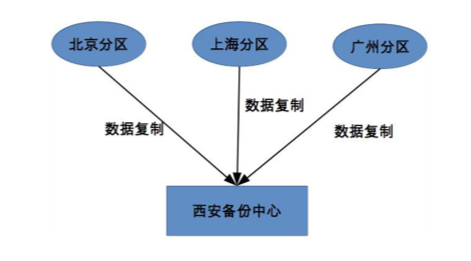 北京分区
上海分区
广州分区
数据复制
数据复制
数据复制
西安备份中心